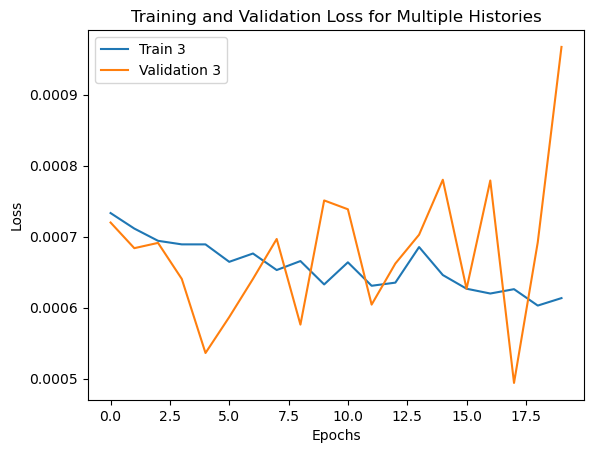 Training and Validation Loss for Multiple Histories
Train 3
Validation 3
0.0009
0.0008
0.0007
0.0006
0.0005
Loss
0.0
2.5
5.0
7.5
10.0
12.5
15.0
17.5
Epochs